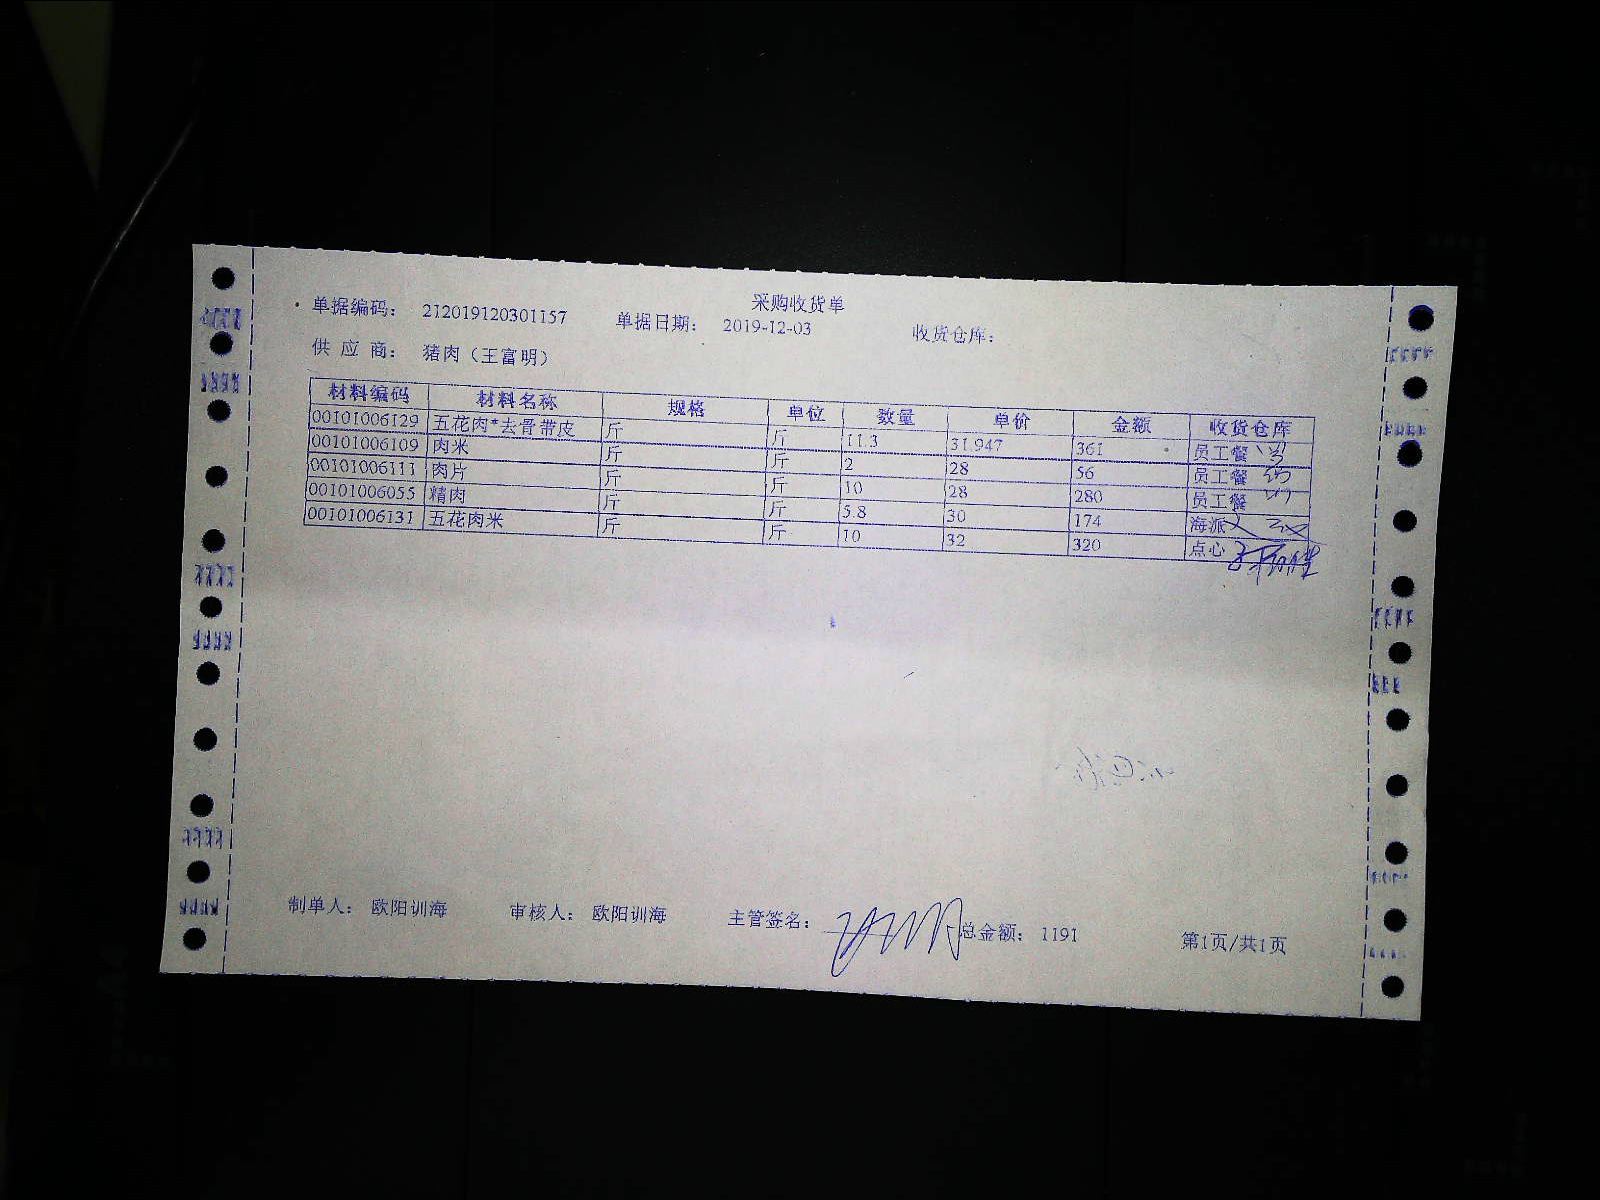 采购收货单
单据编码： 212019120301157 单据日期： 2019-12-03 收货仓库：
供 应 商： 猪肉（王富明）
材料编码 材料名称 规格 单位 数量 单价 金额 收货仓库
00101006129 五花肉*去骨带皮 斤 斤 11.3 31.947 361 员工餐
00101006109 肉米 斤 斤 2 28 56 员工餐
00101006111 肉片 斤 斤 10 28 280 员工餐
00101006055 精肉 斤 斤 5.8 30 174 海派
00101006131 五花肉米 斤 斤 10 32 320 点心
制单人： 欧阳训海 审核人： 欧阳训海 主管签名： 总金额： 1191 第1页/共1页